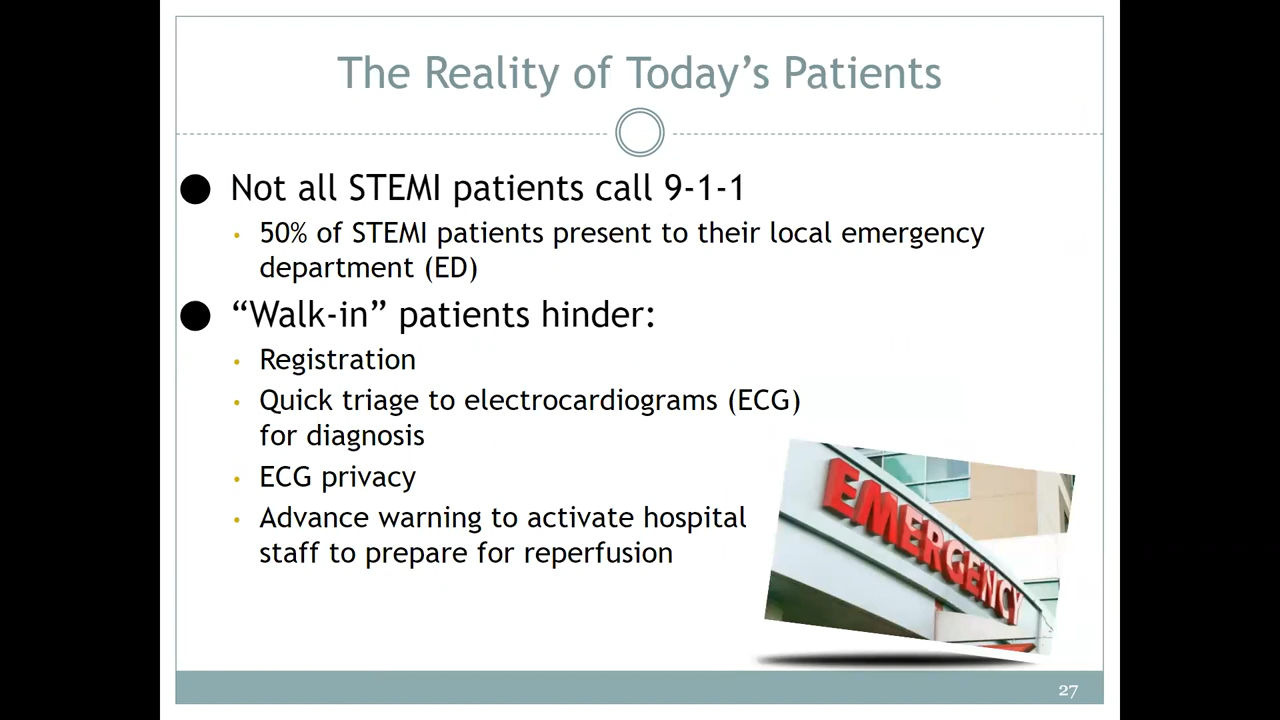 The Reality of Today’s Patients
Not all STEMI patients call 9-1-1
50% of STEMI patients present to their local emergency
department (ED)
“Walk-in” patients hinder:
Registration
Quick triage to electrocardiograms (ECG)
for diagnosis
ECG privacy
Advance warning to activate hospital
staff to prepare for reperfusion
EMERGENCY
27